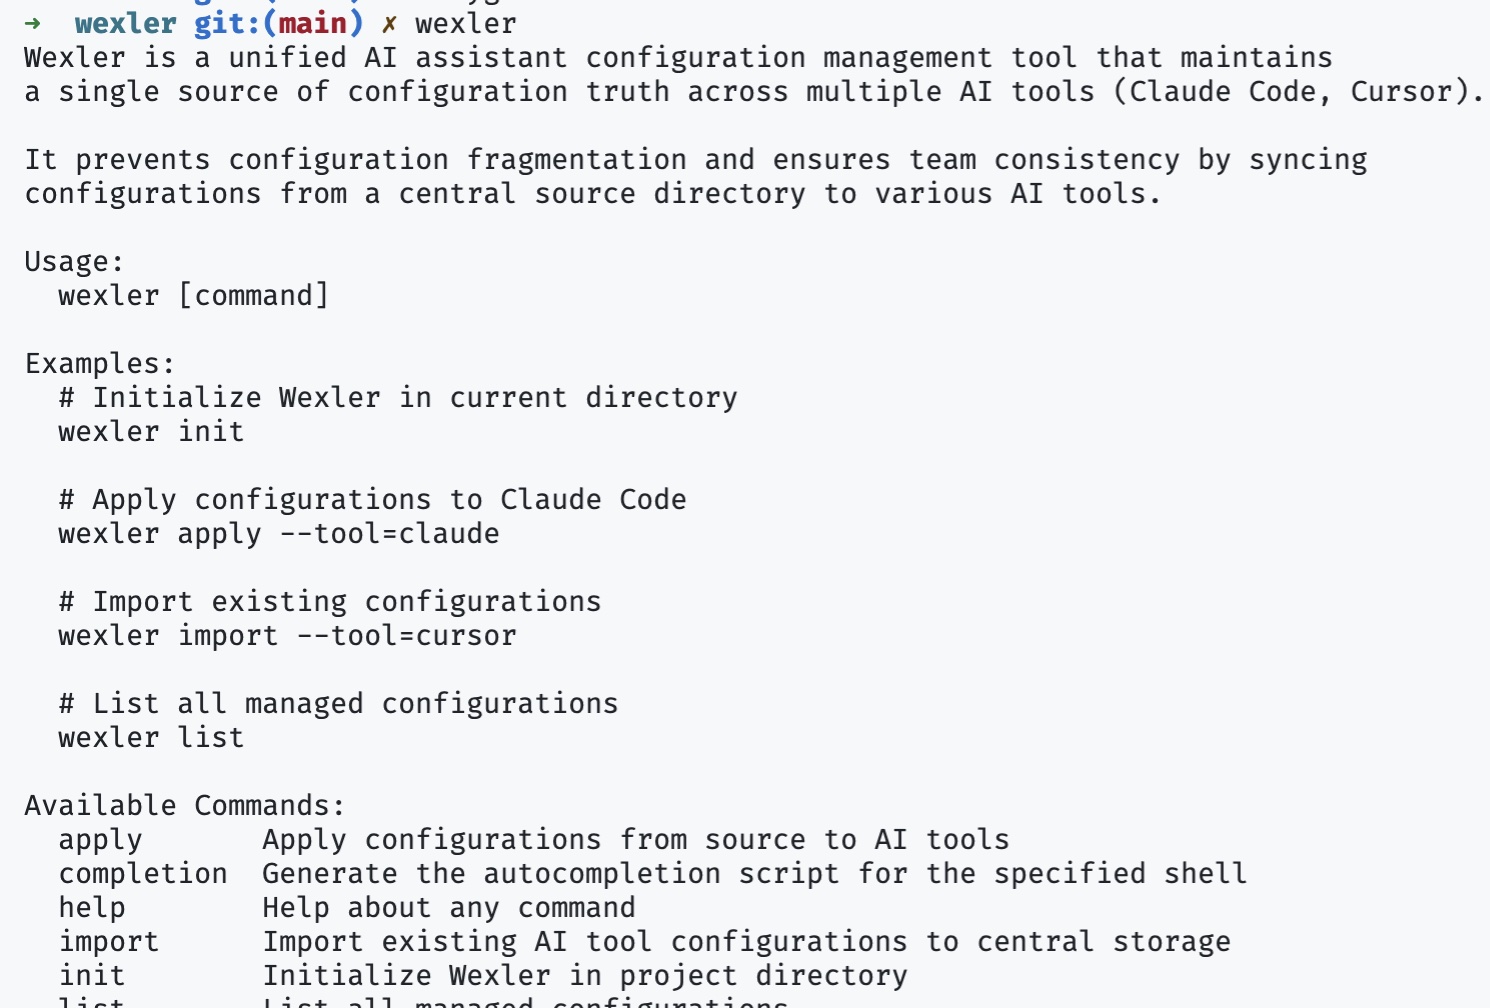 ➜  wexler git:(main) ✗ wexler
Wexler is a unified AI assistant configuration management tool that maintains
a single source of configuration truth across multiple AI tools (Claude Code, Cursor).

It prevents configuration fragmentation and ensures team consistency by syncing
configurations from a central source directory to various AI tools.

Usage:
  wexler [command]

Examples:
  # Initialize Wexler in current directory
  wexler init

  # Apply configurations to Claude Code
  wexler apply --tool=claude

  # Import existing configurations
  wexler import --tool=cursor

  # List all managed configurations
  wexler list

Available Commands:
  apply       Apply configurations from source to AI tools
  completion  Generate the autocompletion script for the specified shell
  help        Help about any command
  import      Import existing AI tool configurations to central storage
  init        Initialize Wexler in project directory
  list        List all managed configurations